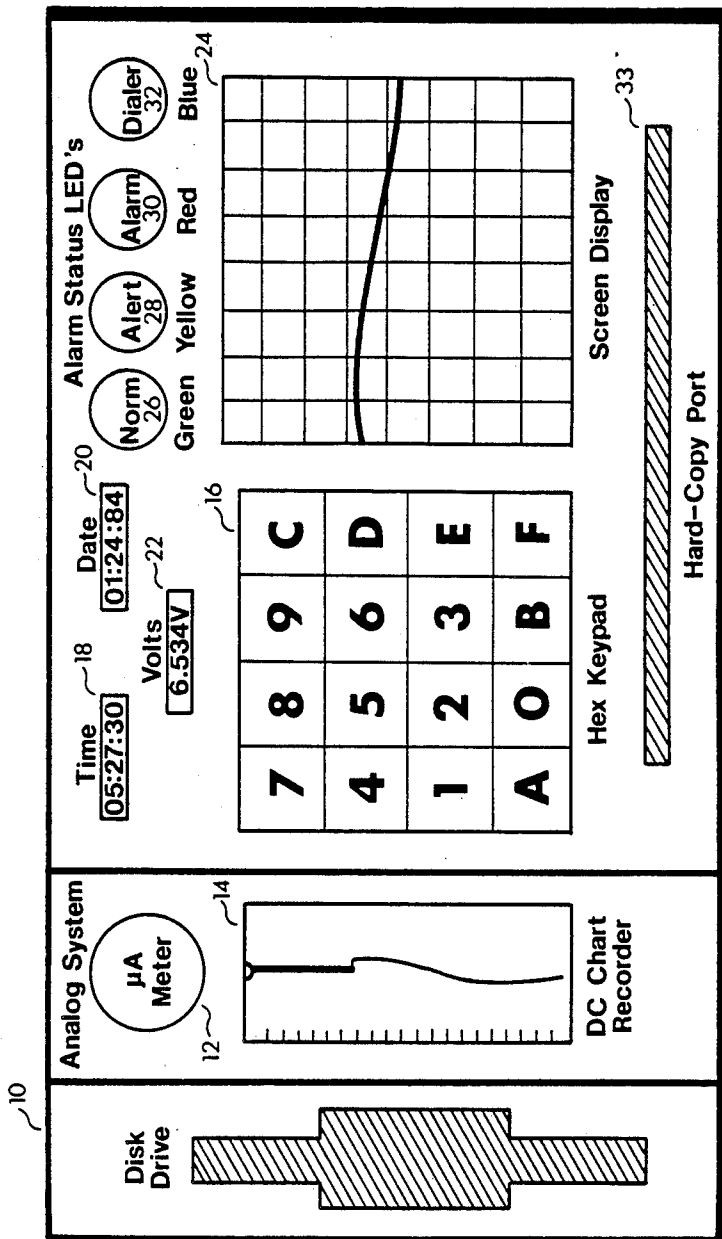 10
Disk
Drive
Analog System
µA
Meter
12
14
DC Chart
Recorder
Time
18
05:27:30
Date
20
01:24:84
Volts
22
6.534V
16
7 8 9 C
4 5 6 D
1 2 3 E
A 0 B F
Hex Keypad
Alarm Status LED's
Norm
26
Alert
28
Alarm
30
Dialer
32
Green Yellow Red Blue
24
Screen Display
33
Hard-Copy Port